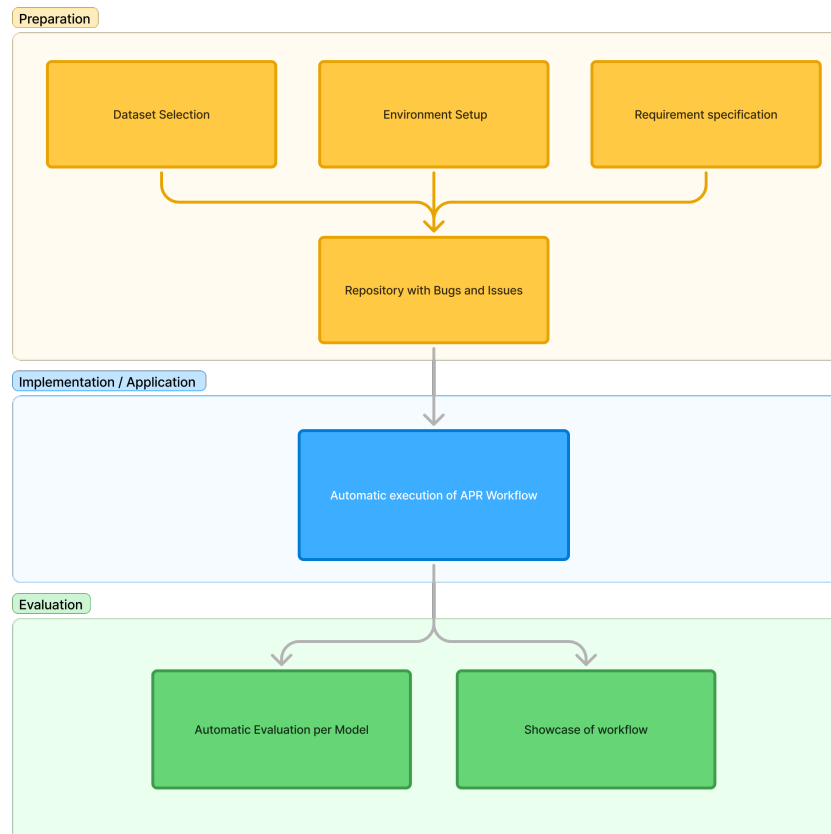 Preparation
Dataset Selection
Environment Setup
Requirement specification
Repository with Bugs and Issues
Implementation / Application
Automatic execution of APR Workflow
Evaluation
Automatic Evaluation per Model
Showcase of workflow